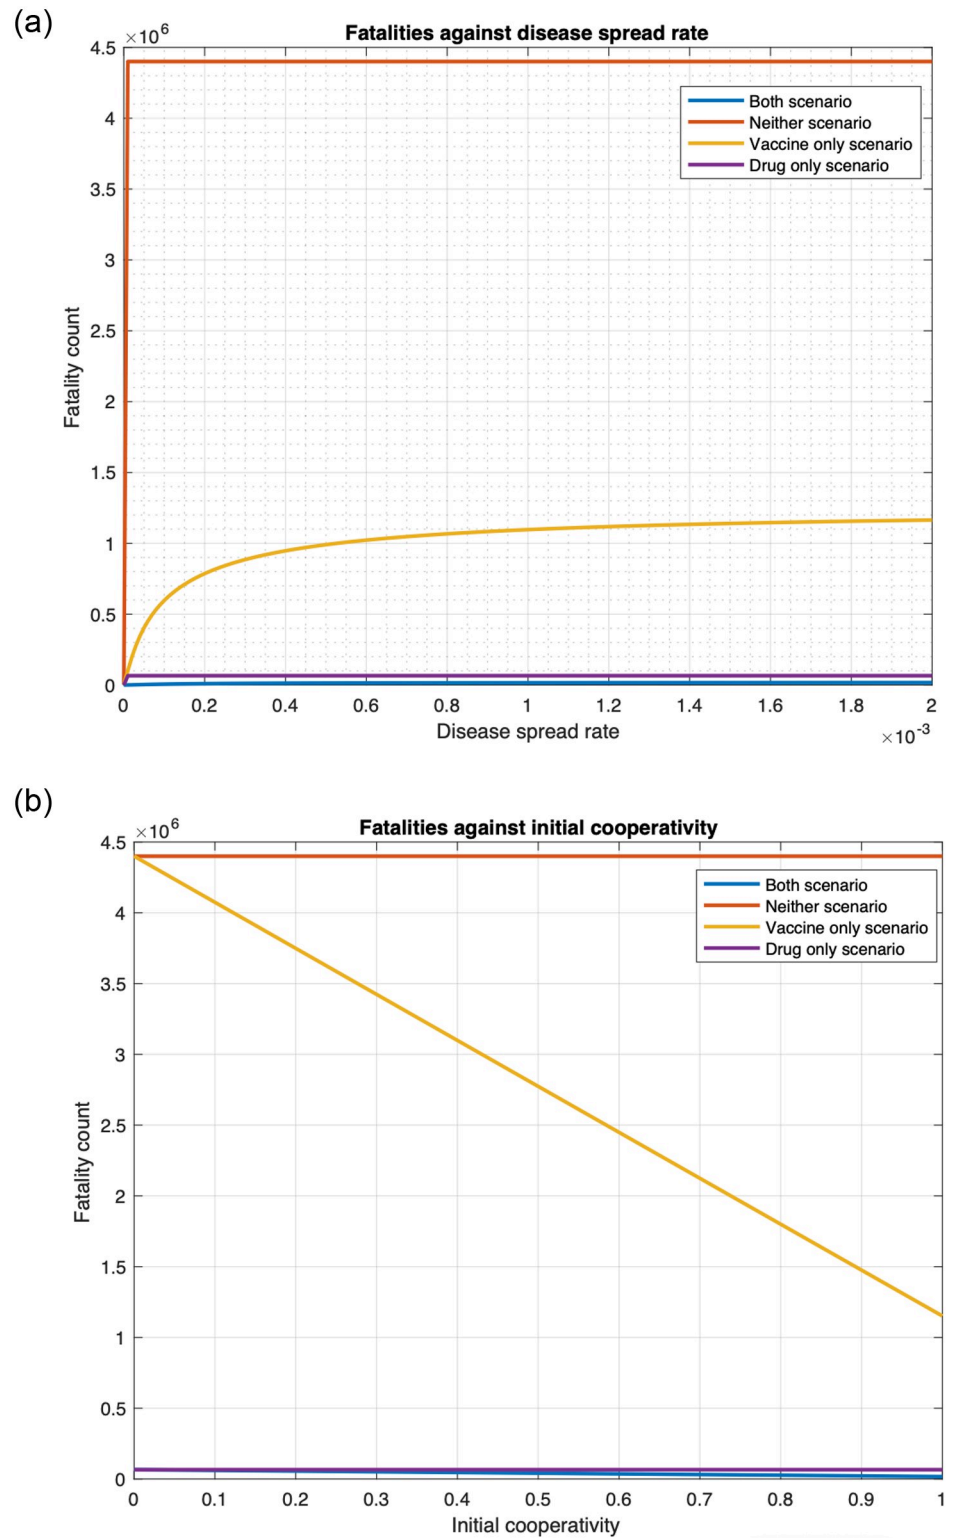 (a)
Fatalities against disease spread rate
×10⁶
4.5
4
3.5
3
2.5
2
1.5
1
0.5
0
Fatality count
Both scenario
Neither scenario
Vaccine only scenario
Drug only scenario
0 0.2 0.4 0.6 0.8 1 1.2 1.4 1.6 1.8 2
Disease spread rate
×10⁻³
(b)
Fatalities against initial cooperativity
×10⁶
4.5
4
3.5
3
2.5
2
1.5
1
0.5
0
Fatality count
Both scenario
Neither scenario
Vaccine only scenario
Drug only scenario
0 0.1 0.2 0.3 0.4 0.5 0.6 0.7 0.8 0.9 1
Initial cooperativity